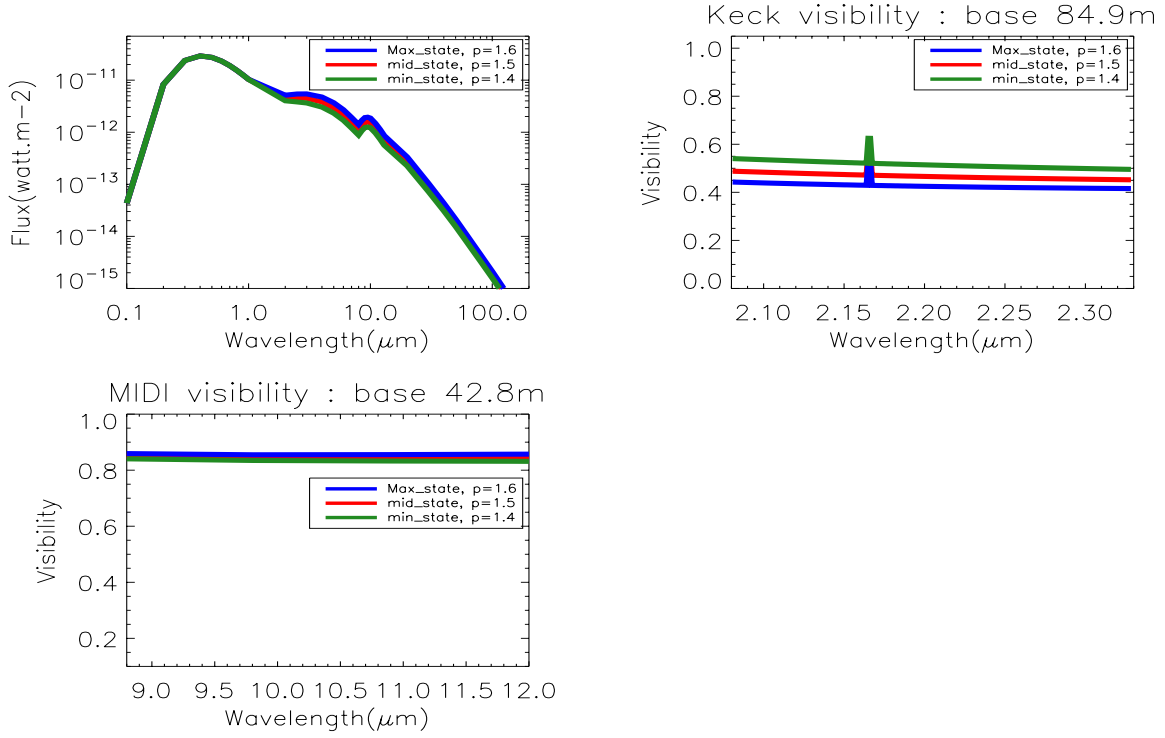 Flux(watt.m−2)
10−11
10−12
10−13
10−14
10−15
Max_state, p=1.6
mid_state, p=1.5
min_state, p=1.4
0.1 1.0 10.0 100.0
Wavelength(μm)
Keck visibility : base 84.9m
Visibility
1.0
0.8
0.6
0.4
0.2
0.0
Max_state, p=1.6
mid_state, p=1.5
min_state, p=1.4
2.10 2.15 2.20 2.25 2.30
Wavelength(μm)
MIDI visibility : base 42.8m
Visibility
1.0
0.8
0.6
0.4
0.2
Max_state, p=1.6
mid_state, p=1.5
min_state, p=1.4
9.0 9.5 10.0 10.5 11.0 11.5 12.0
Wavelength(μm)